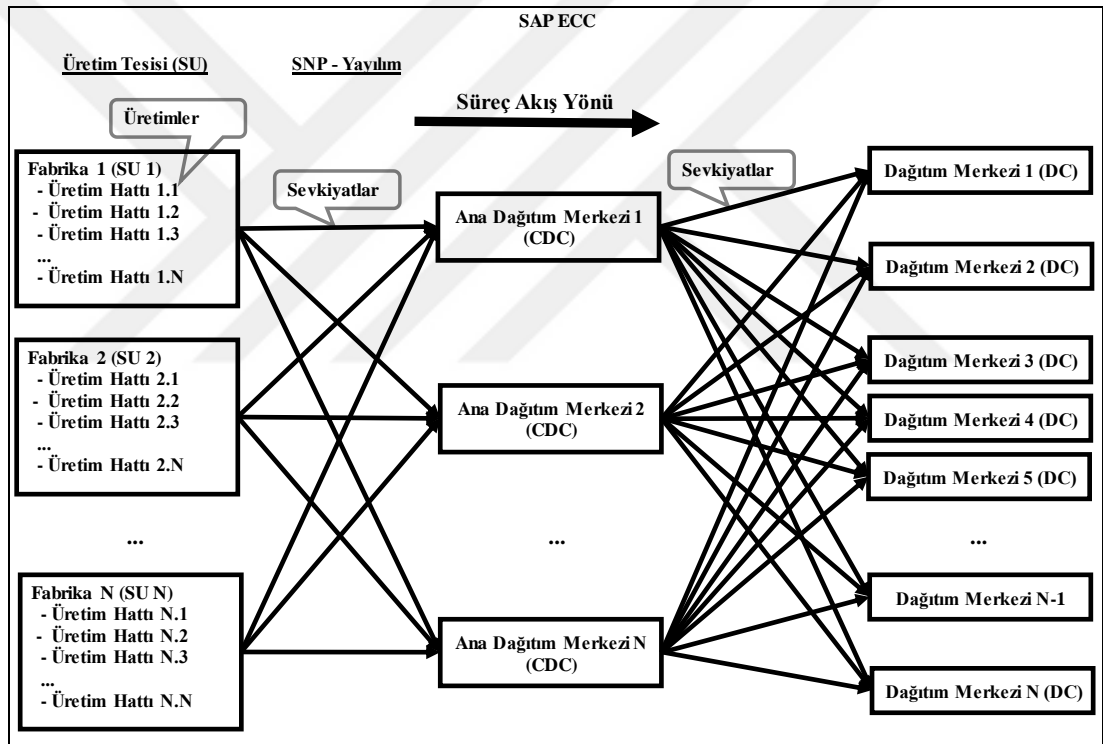 SAP ECC
Üretim Tesisi (SU)
SNP - Yayılım
Süreç Akış Yönü
Üretimler
Fabrika 1 (SU 1)
- Üretim Hattı 1.1
- Üretim Hattı 1.2
- Üretim Hattı 1.3
...
- Üretim Hattı 1.N
Fabrika 2 (SU 2)
- Üretim Hattı 2.1
- Üretim Hattı 2.2
- Üretim Hattı 2.3
...
- Üretim Hattı 2.N
...
Fabrika N (SU N)
- Üretim Hattı N.1
- Üretim Hattı N.2
- Üretim Hattı N.3
...
- Üretim Hattı N.N
Sevkiyatlar
Ana Dağıtım Merkezi 1
(CDC)
Ana Dağıtım Merkezi 2
(CDC)
...
Ana Dağıtım Merkezi N
(CDC)
Sevkiyatlar
Dağıtım Merkezi 1 (DC)
Dağıtım Merkezi 2 (DC)
Dağıtım Merkezi 3 (DC)
Dağıtım Merkezi 4 (DC)
Dağıtım Merkezi 5 (DC)
...
Dağıtım Merkezi N-1
Dağıtım Merkezi N (DC)